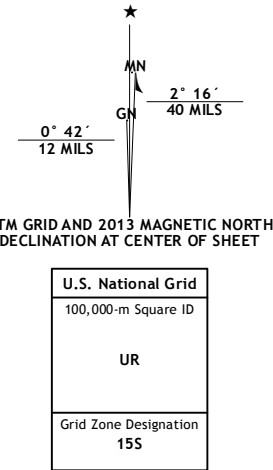 ★
MN
GN
2° 16´
40 MILS
0° 42´
12 MILS
TM GRID AND 2013 MAGNETIC NORTH
DECLINATION AT CENTER OF SHEET
U.S. National Grid
100,000-m Square ID
UR
Grid Zone Designation
15S